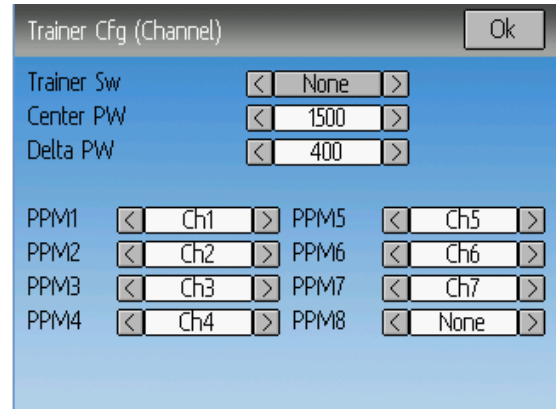 Trainer Cfg (Channel) Ok
Trainer Sw < None >
Center PW < 1500 >
Delta PW < 400 >
PPM1 < Ch1 > PPM5 < Ch5 >
PPM2 < Ch2 > PPM6 < Ch6 >
PPM3 < Ch3 > PPM7 < Ch7 >
PPM4 < Ch4 > PPM8 < None >